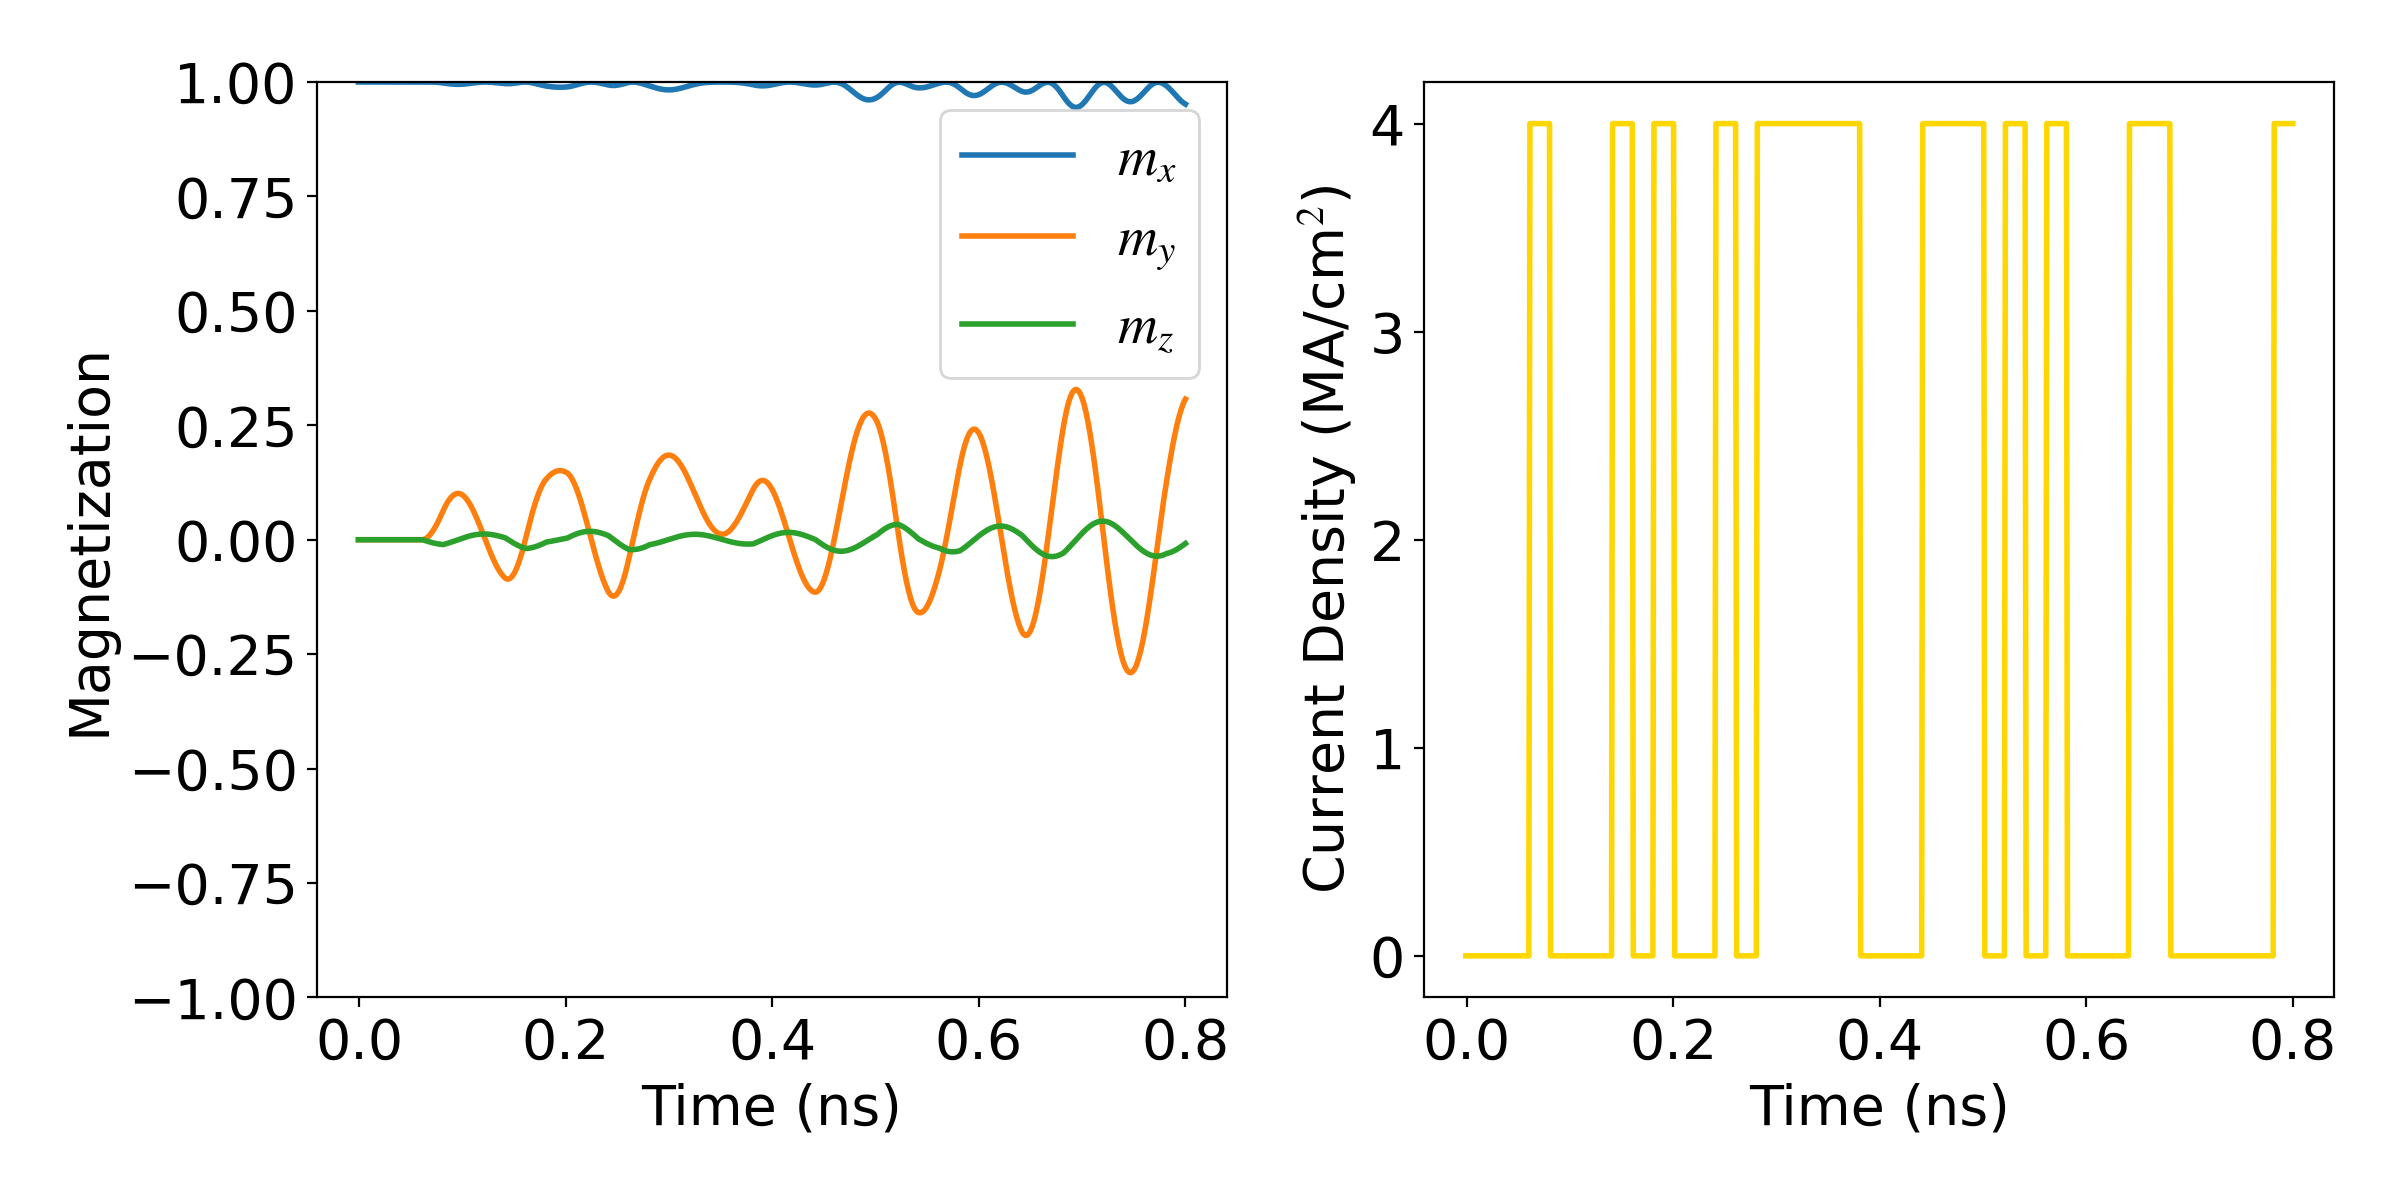 1.00
0.75
0.50
0.25
0.00
−0.25
−0.50
−0.75
−1.00
Magnetization
0.0 0.2 0.4 0.6 0.8
Time (ns)
m_x
m_y
m_z
4
3
2
1
0
Current Density (MA/cm²)
0.0 0.2 0.4 0.6 0.8
Time (ns)